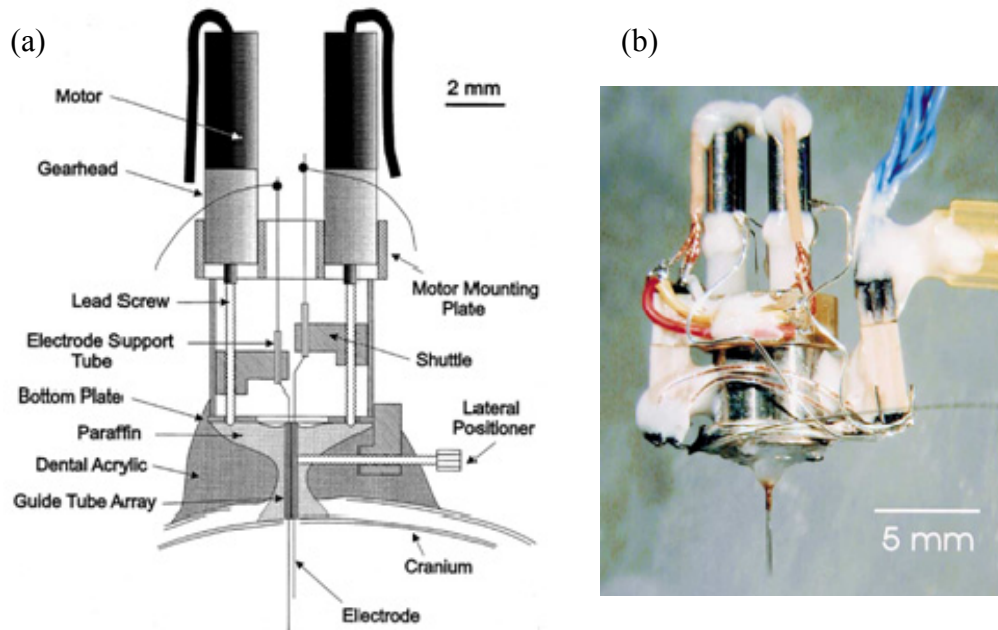 (a)
(b)
2 mm
Motor
Gearhead
Motor Mounting
Plate
Lead Screw
Electrode Support
Tube
Shuttle
Bottom Plate
Lateral
Positioner
Paraffin
Dental Acrylic
Guide Tube Array
Cranium
Electrode
5 mm